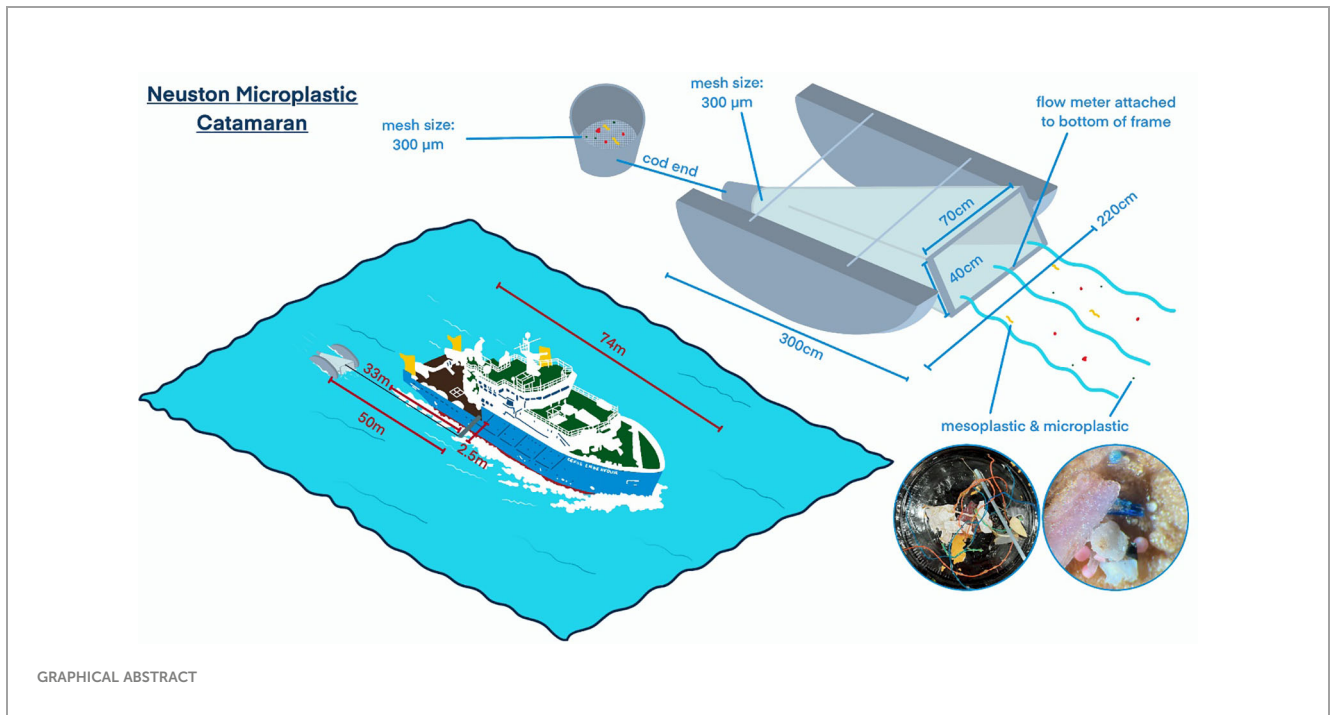 Neuston Microplastic
Catamaran
mesh size:
300 µm
cod end
mesh size:
300 µm
flow meter attached
to bottom of frame
70cm
40cm
220cm
300cm
mesoplastic & microplastic
74m
33m
50m
2.5m
GRAPHICAL ABSTRACT